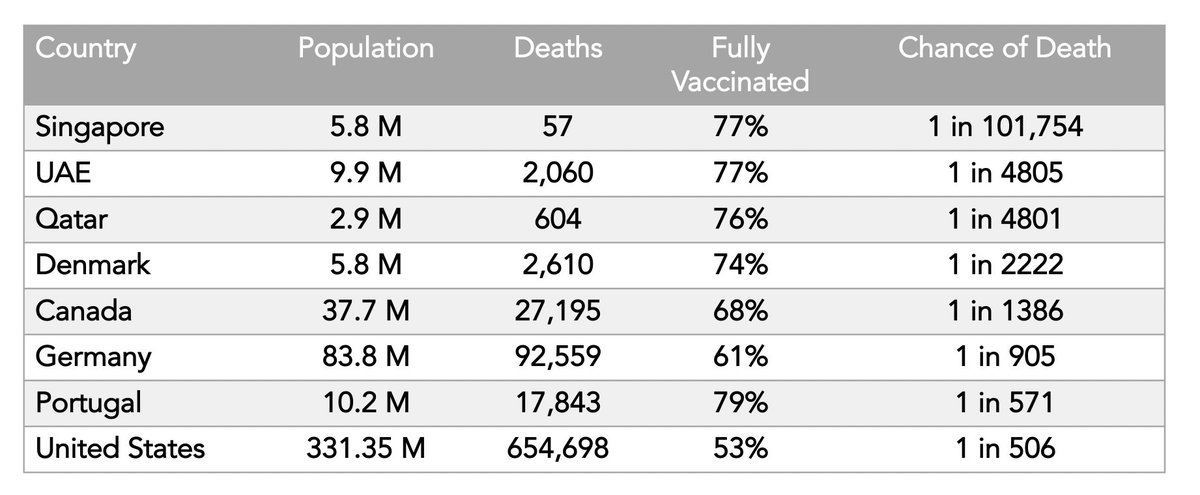 Country Population Deaths Fully Vaccinated Chance of Death
Singapore 5.8 M 57 77% 1 in 101,754
UAE 9.9 M 2,060 77% 1 in 4805
Qatar 2.9 M 604 76% 1 in 4801
Denmark 5.8 M 2,610 74% 1 in 2222
Canada 37.7 M 27,195 68% 1 in 1386
Germany 83.8 M 92,559 61% 1 in 905
Portugal 10.2 M 17,843 79% 1 in 571
United States 331.35 M 654,698 53% 1 in 506